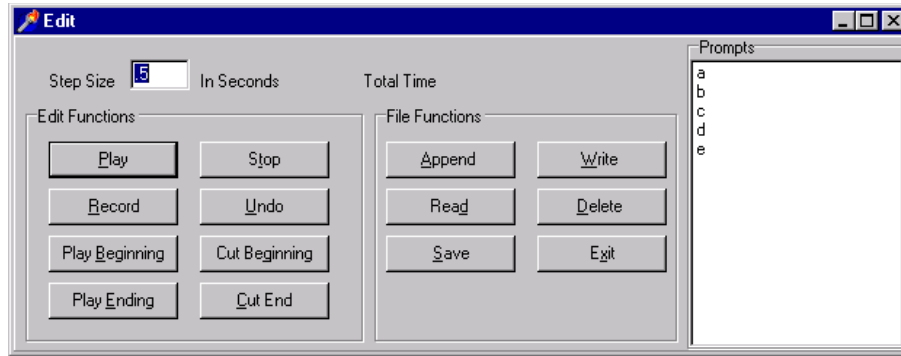 Edit
Prompts
Step Size .5 In Seconds Total Time
a
b
c
d
e
Edit Functions
File Functions
Play Stop Append Write
Record Undo Read Delete
Play Beginning Cut Beginning Save Exit
Play Ending Cut End